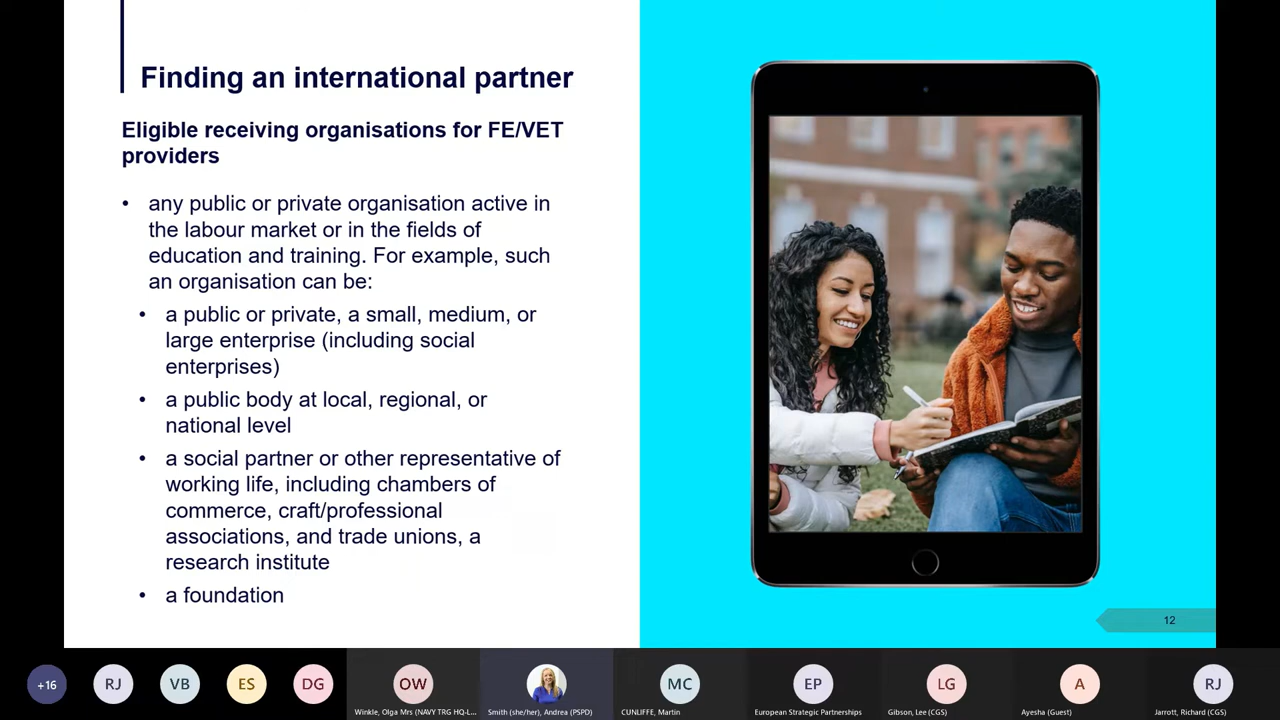 Finding an international partner
Eligible receiving organisations for FE/VET
providers
• any public or private organisation active in
the labour market or in the fields of
education and training. For example, such
an organisation can be:
• a public or private, a small, medium, or
large enterprise (including social
enterprises)
• a public body at local, regional, or
national level
• a social partner or other representative of
working life, including chambers of
commerce, craft/professional
associations, and trade unions, a
research institute
• a foundation
12
+16
RJ
VB
ES
DG
OW
MC
EP
LG
A
RJ
Winkle, Olga Mrs (NAVY TRG HQ-L...
Smith (she/her), Andrea (PSPD)
CUNLIFFE, Martin
European Strategic Partnerships
Gibson, Lee (CGS)
Ayesha (Guest)
Jarrott, Richard (CGS)